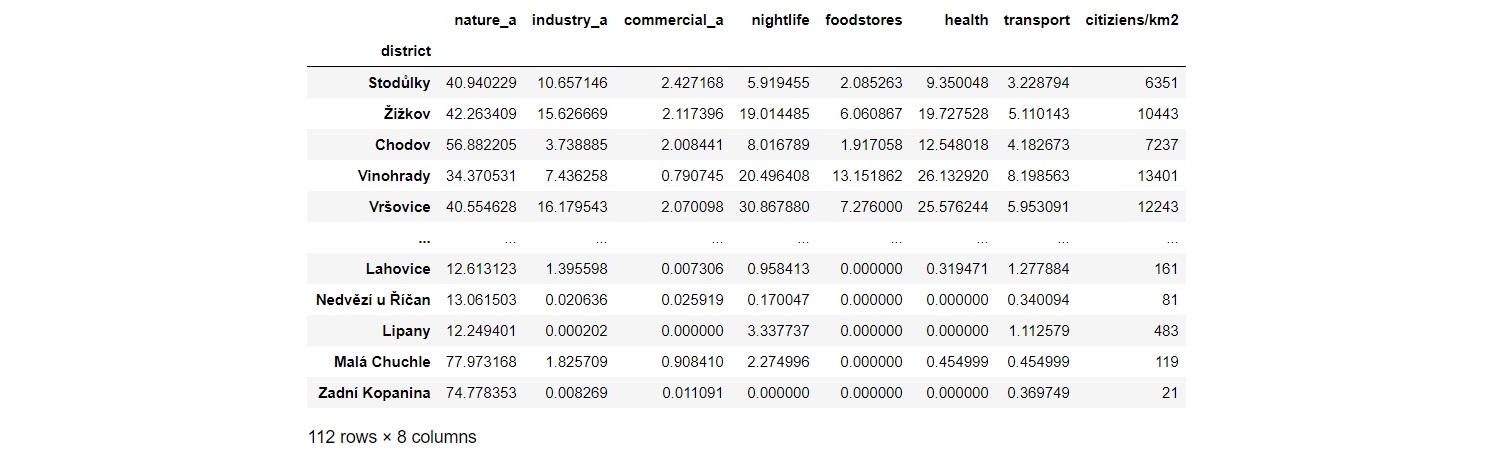 nature_a industry_a commercial_a nightlife foodstores health transport citiziens/km2
district
Stodůlky 40.940229 10.657146 2.427168 5.919455 2.085263 9.350048 3.228794 6351
Žižkov 42.263409 15.626669 2.117396 19.014485 6.060867 19.727528 5.110143 10443
Chodov 56.882205 3.738885 2.008441 8.016789 1.917058 12.548018 4.182673 7237
Vinohrady 34.370531 7.436258 0.790745 20.496408 13.151862 26.132920 8.198563 13401
Vršovice 40.554628 16.179543 2.070098 30.867880 7.276000 25.576244 5.953091 12243
... ... ... ... ... ... ... ... ...
Lahovice 12.613123 1.395598 0.007306 0.958413 0.000000 0.319471 1.277884 161
Nedvězí u Říčan 13.061503 0.020636 0.025919 0.170047 0.000000 0.000000 0.340094 81
Lipany 12.249401 0.000202 0.000000 3.337737 0.000000 0.000000 1.112579 483
Malá Chuchle 77.973168 1.825709 0.908410 2.274996 0.000000 0.454999 0.454999 119
Zadní Kopanina 74.778353 0.008269 0.011091 0.000000 0.000000 0.000000 0.369749 21
112 rows × 8 columns